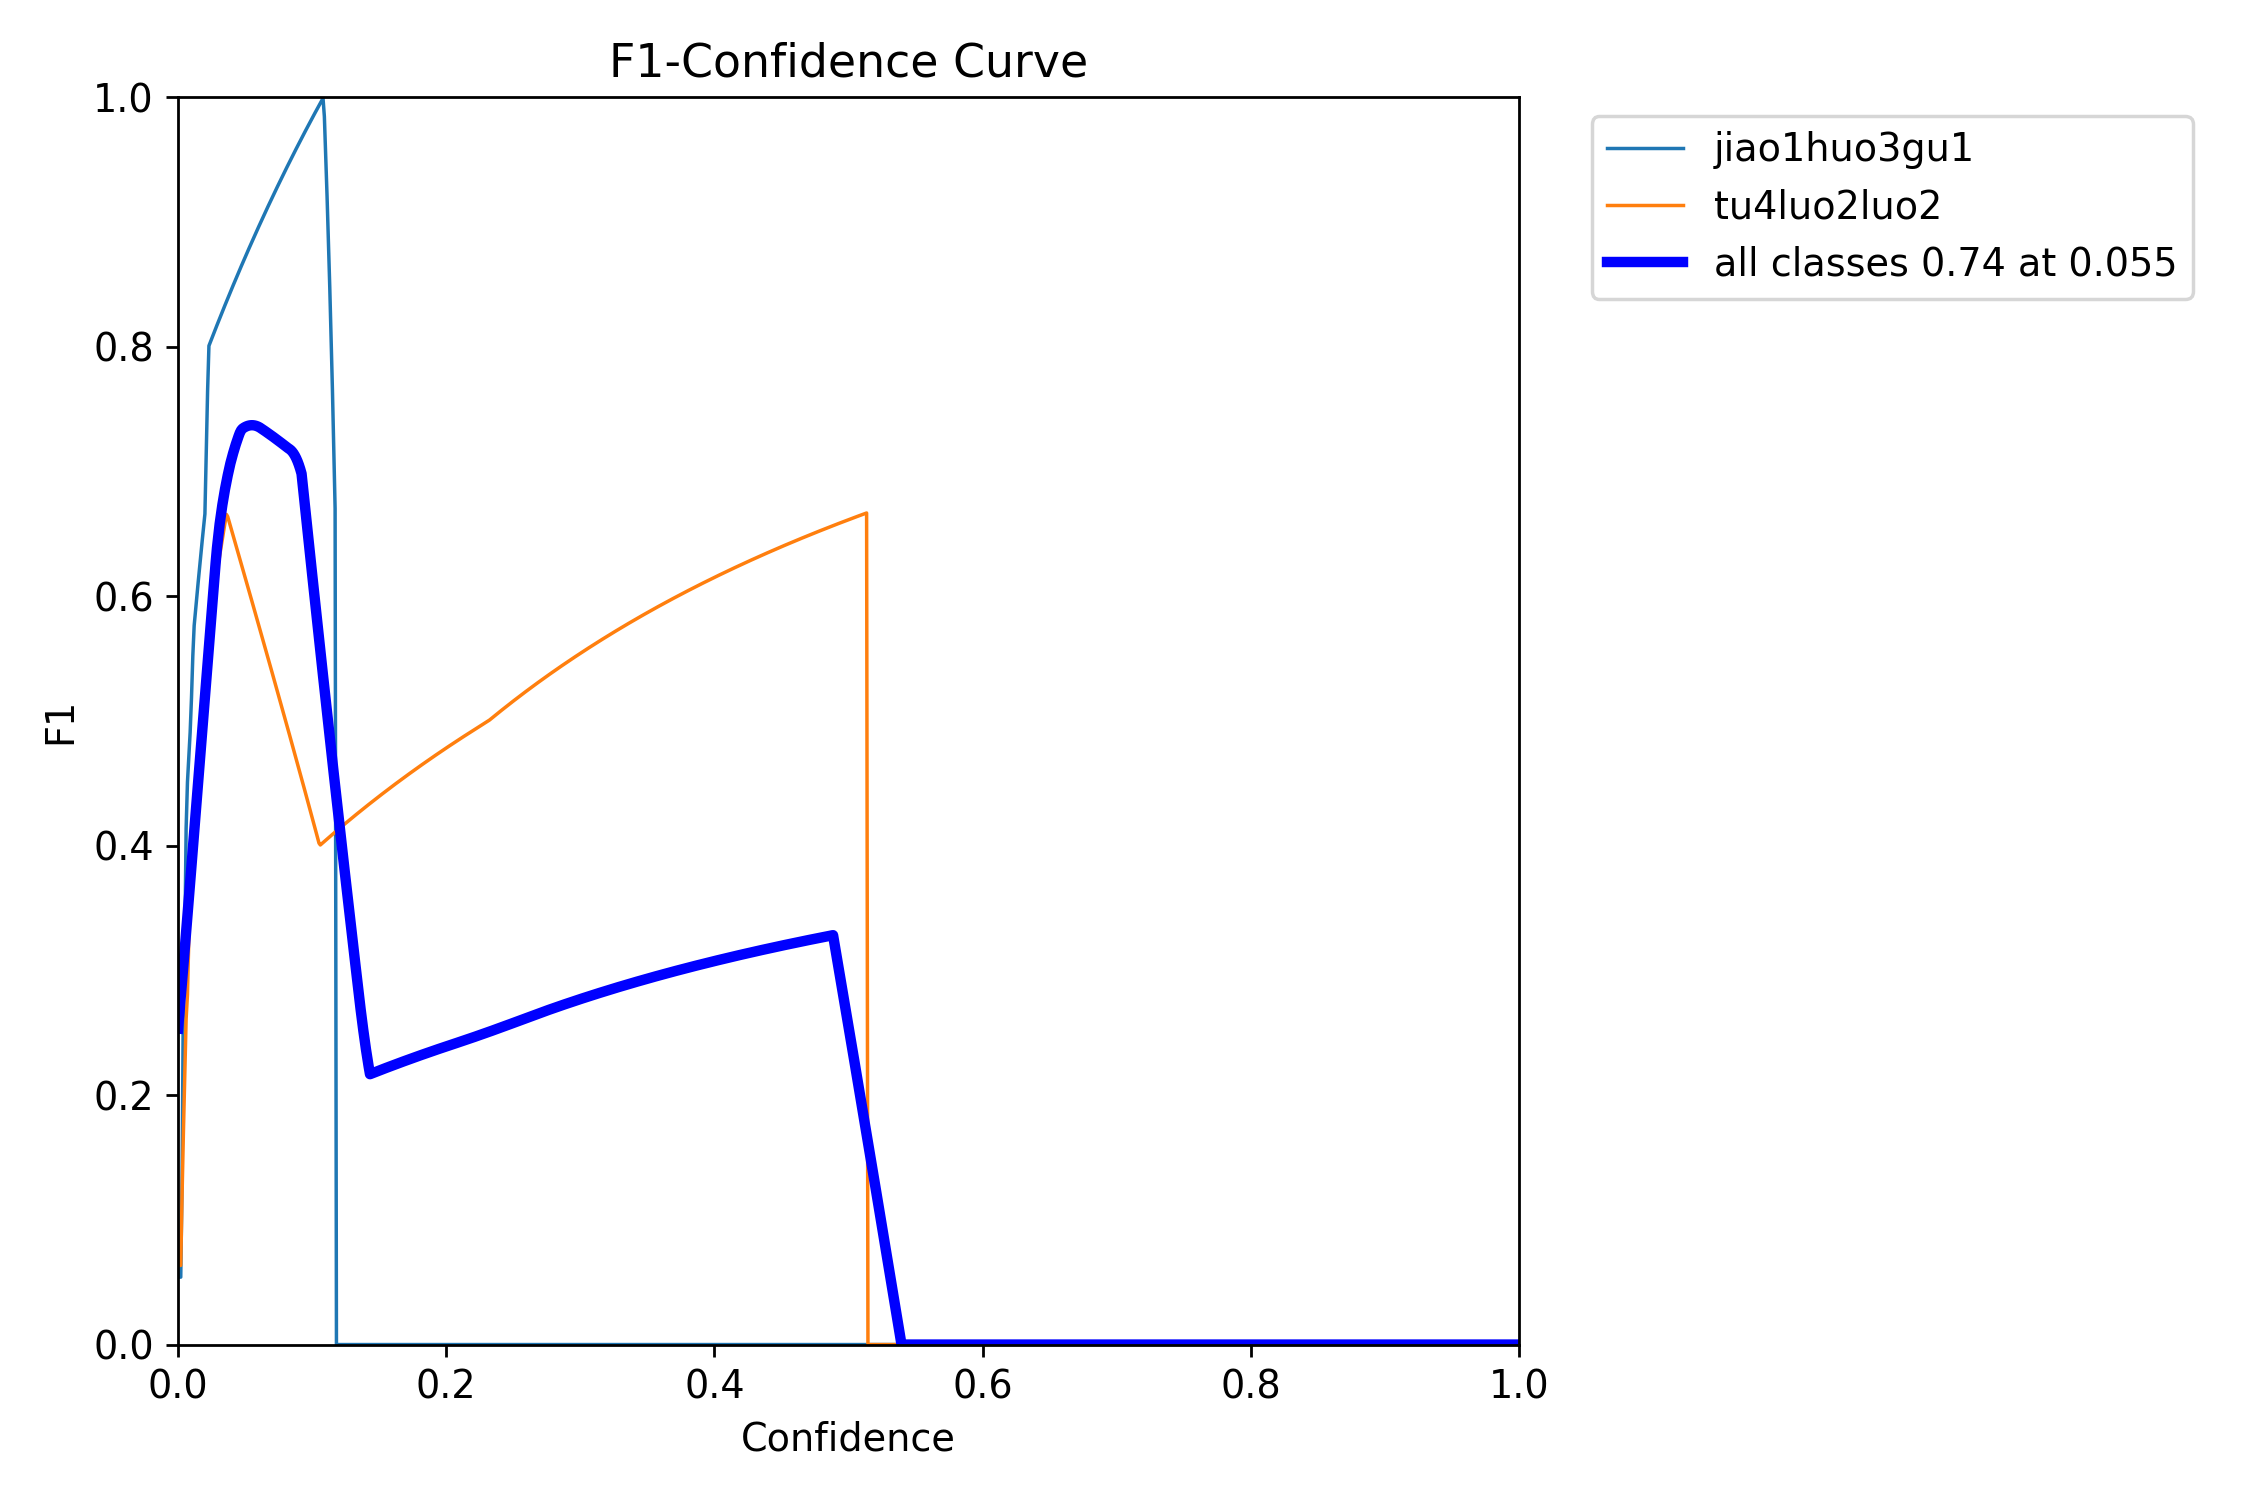 F1-Confidence Curve
1.0
0.8
0.6
0.4
0.2
0.0
F1
0.0 0.2 0.4 0.6 0.8 1.0
Confidence
jiao1huo3gu1
tu4luo2luo2
all classes 0.74 at 0.055